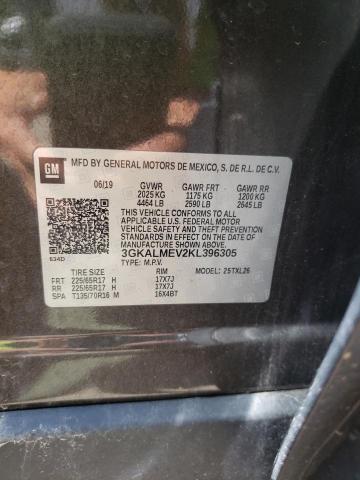 GM
MFD BY GENERAL MOTORS DE MEXICO, S. DE R.L. DE C.V.
06/19 GVWR GAWR FRT GAWR RR
2025 KG 1175 KG 1200 KG
4464 LB 2590 LB 2645 LB
THIS VEHICLE CONFORMS TO ALL APPLICABLE
U.S. FEDERAL MOTOR VEHICLE SAFETY, BUMPER,
AND THEFT PREVENTION STANDARDS IN EFFECT ON
THE DATE OF MANUFACTURE SHOWN ABOVE.
3GKALMEV2KL396305
634D TYPE: M.P.V. MODEL: 25TXL26
TIRE SIZE RIM
FRT 225/65R17 H 17X7J
RR 225/65R17 H 17X7J
SPA T135/70R16 M 16X4BT